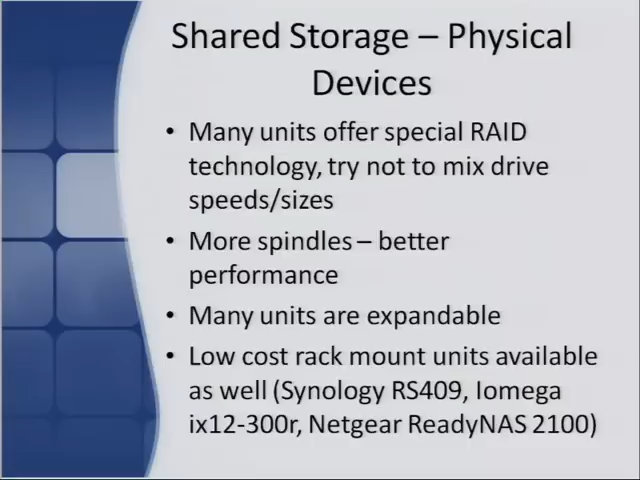 Shared Storage – Physical
Devices
• Many units offer special RAID
technology, try not to mix drive
speeds/sizes
• More spindles – better
performance
• Many units are expandable
• Low cost rack mount units available
as well (Synology RS409, Iomega
ix12-300r, Netgear ReadyNAS 2100)